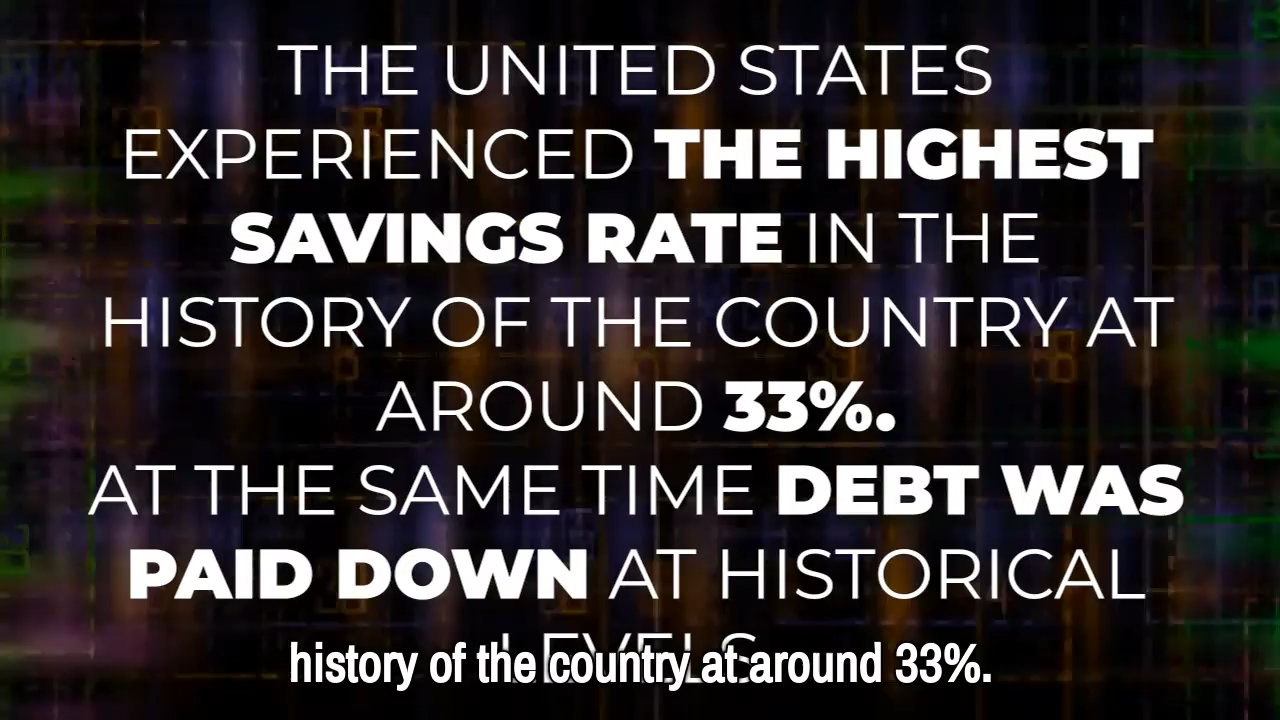 THE UNITED STATES
EXPERIENCED THE HIGHEST
SAVINGS RATE IN THE
HISTORY OF THE COUNTRY AT
AROUND 33%.
AT THE SAME TIME DEBT WAS
PAID DOWN AT HISTORICAL
LEVELS
history of the country at around 33%.